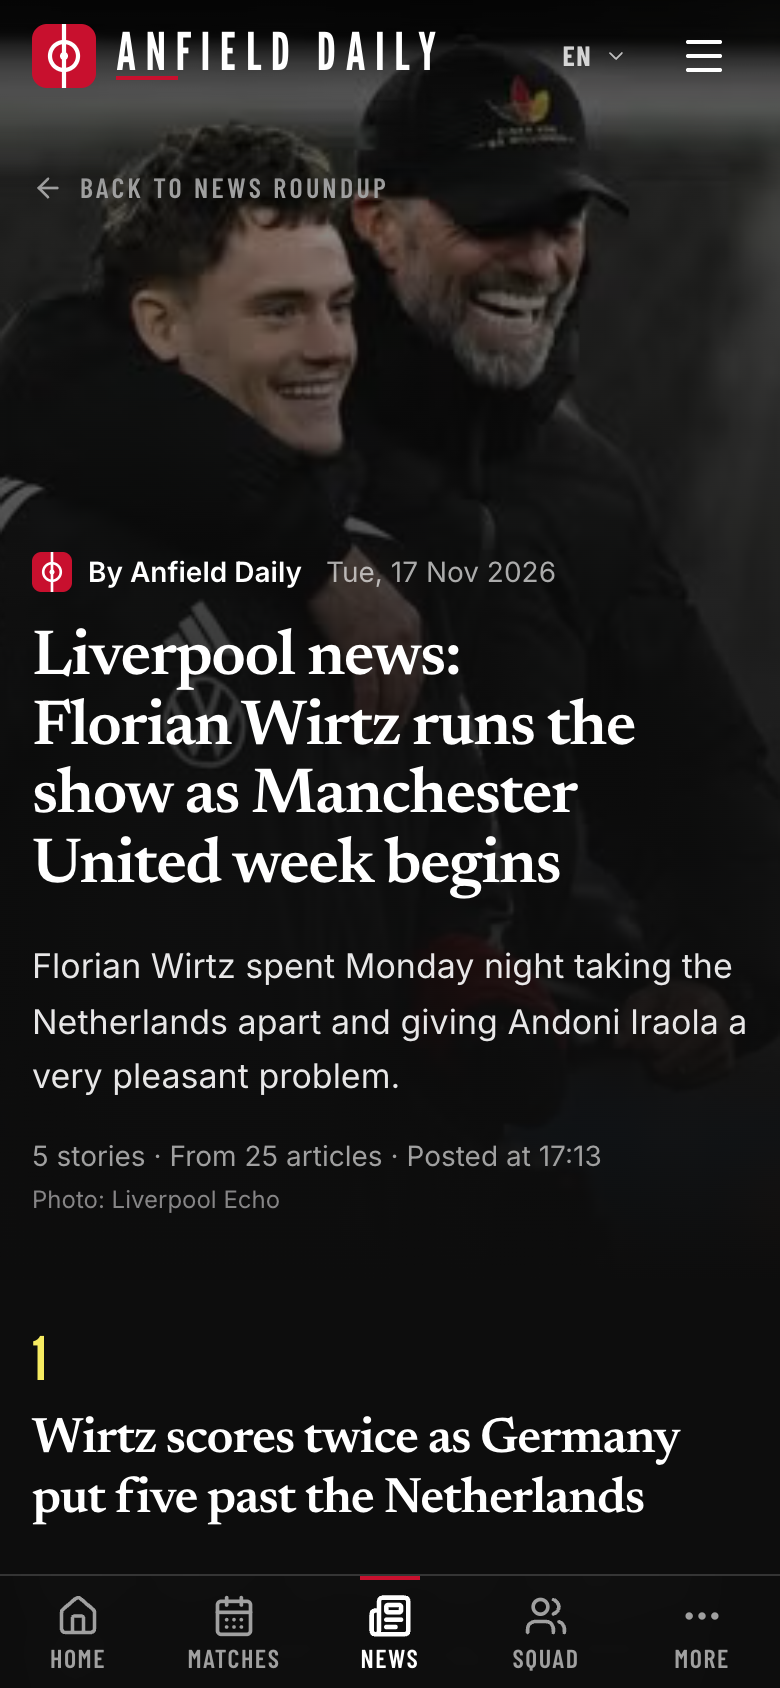 ANFIELD DAILY
EN
BACK TO NEWS ROUNDUP
By Anfield Daily Tue, 17 Nov 2026
Liverpool news:
Florian Wirtz runs the
show as Manchester
United week begins
Florian Wirtz spent Monday night taking the
Netherlands apart and giving Andoni Iraola a
very pleasant problem.
5 stories · From 25 articles · Posted at 17:13
Photo: Liverpool Echo
1
Wirtz scores twice as Germany
put five past the Netherlands
HOME MATCHES NEWS SQUAD MORE